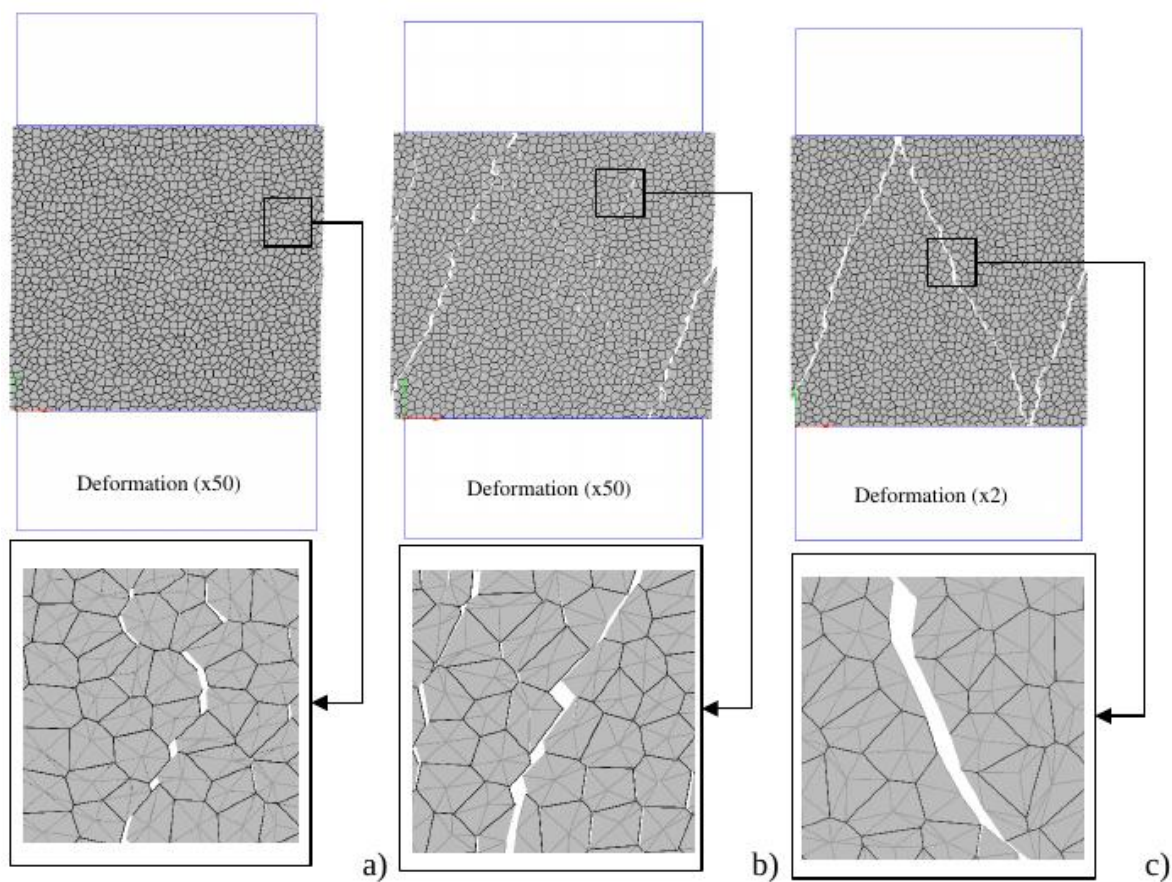 Deformation (x50)
Deformation (x50)
Deformation (x2)
a)
b)
c)